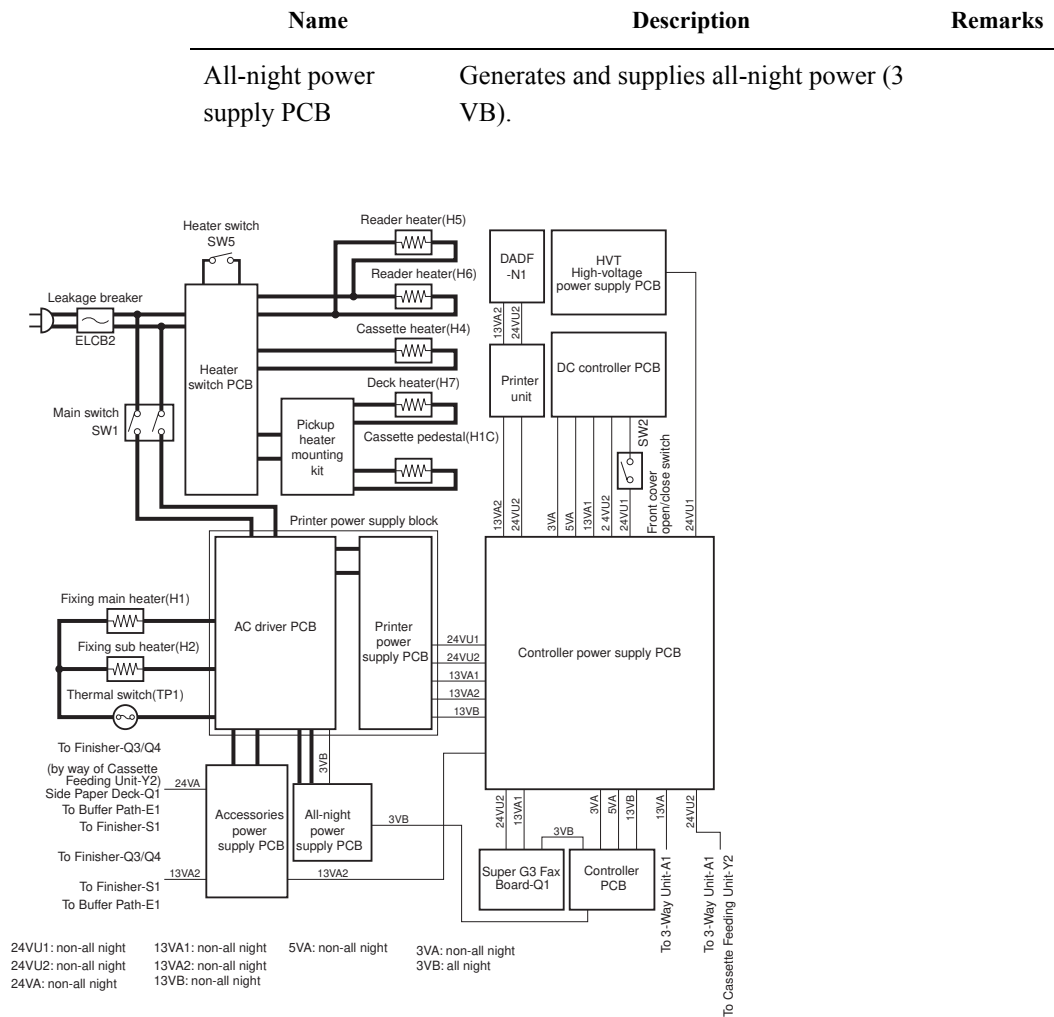 Name Description Remarks
All-night power Generates and supplies all-night power (3
supply PCB VB).
Heater switch
SW5
Reader heater(H5)
Reader heater(H6)
Leakage breaker
ELCB2
Cassette heater(H4)
Heater
switch PCB
Deck heater(H7)
Main switch
SW1
Pickup
heater
mounting
kit
Cassette pedestal(H1C)
DADF
-N1
HVT
High-voltage
power supply PCB
13VA2
24VU2
Printer
unit
DC controller PCB
SW2
Front cover
open/close switch
13VA2
24VU2
3VA
5VA
13VA1
2 4VU2
24VU1
24VU1
Printer power supply block
Fixing main heater(H1)
AC driver PCB
Printer
power
supply PCB
Fixing sub heater(H2)
Thermal switch(TP1)
24VU1
24VU2
13VA1
13VA2
13VB
Controller power supply PCB
To Finisher-Q3/Q4
(by way of Cassette
Feeding Unit-Y2)
Side Paper Deck-Q1
24VA
To Buffer Path-E1
To Finisher-S1
3VB
Accessories
power
supply PCB
All-night
power
supply PCB
3VB
To Finisher-Q3/Q4
13VA2
To Finisher-S1
To Buffer Path-E1
13VA2
24VU2
13VA1
3VA
5VA
13VB
13VA
24VU2
3VB
Super G3 Fax
Board-Q1
Controller
PCB
To 3-Way Unit-A1
To 3-Way Unit-A1
To Cassette Feeding Unit-Y2
24VU1: non-all night 13VA1: non-all night 5VA: non-all night 3VA: non-all night
24VU2: non-all night 13VA2: non-all night 3VB: all night
24VA: non-all night 13VB: non-all night